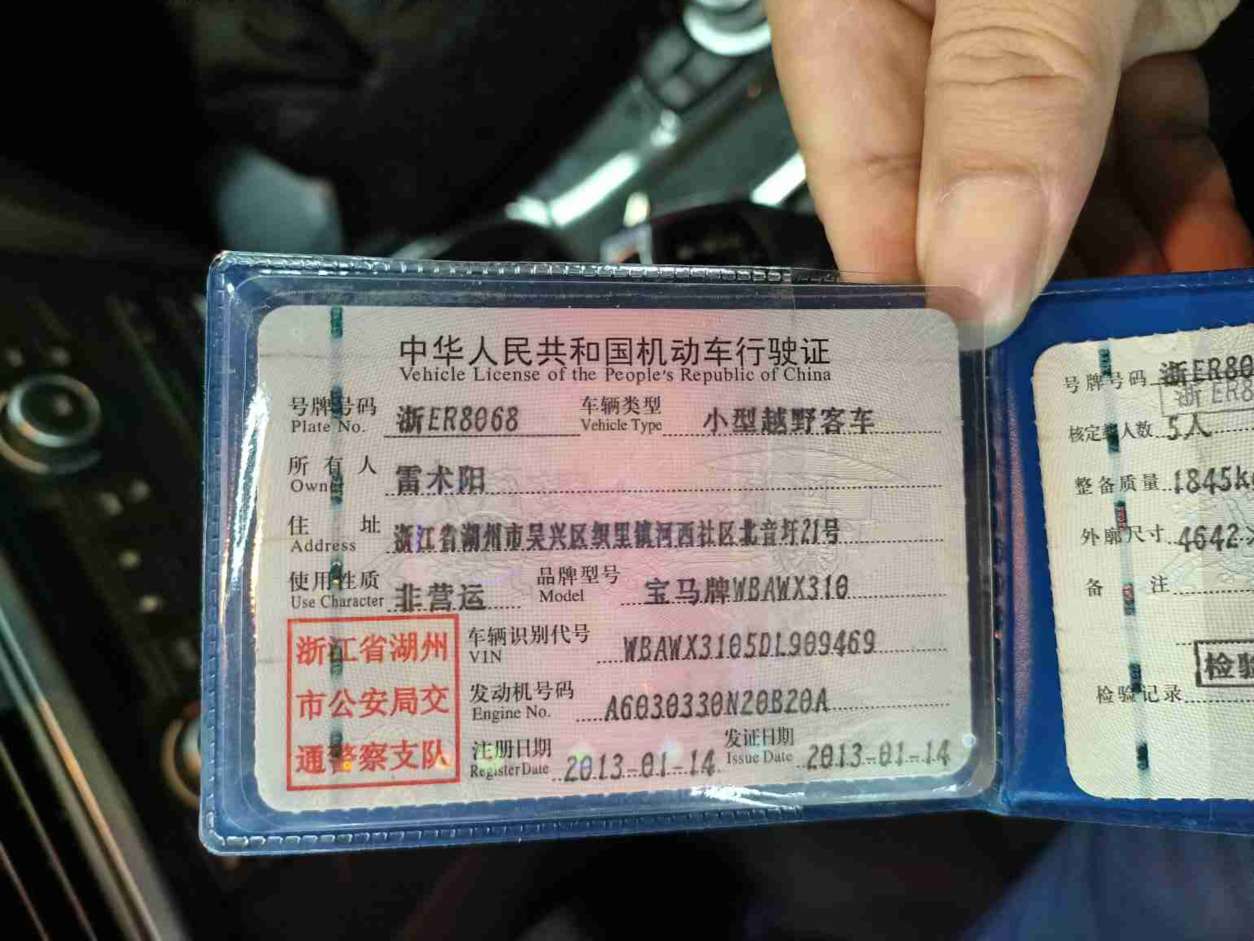 中华人民共和国机动车行驶证
Vehicle License of the People's Republic of China
号牌号码 浙ER8068 车辆类型 小型越野客车
Plate No. Vehicle Type
所有人 雷术阳
Owner
住址 浙江省湖州市吴兴区织里镇河西社区北音圩21号
Address
使用性质 非营运 品牌型号 宝马牌WBAWX310
Use Character Model
浙江省湖州
市公安局交
通警察支队
车辆识别代号 WBAWX3105DL909469
VIN
发动机号码 A6030330N20B20A
Engine No.
注册日期 2013-01-14 发证日期 2013-01-14
Register Date Issue Date
号牌号码 浙ER80
浙ER8
核定载人数 5人
整备质量 1845k
外廓尺寸 4642
备注
检验
检验记录